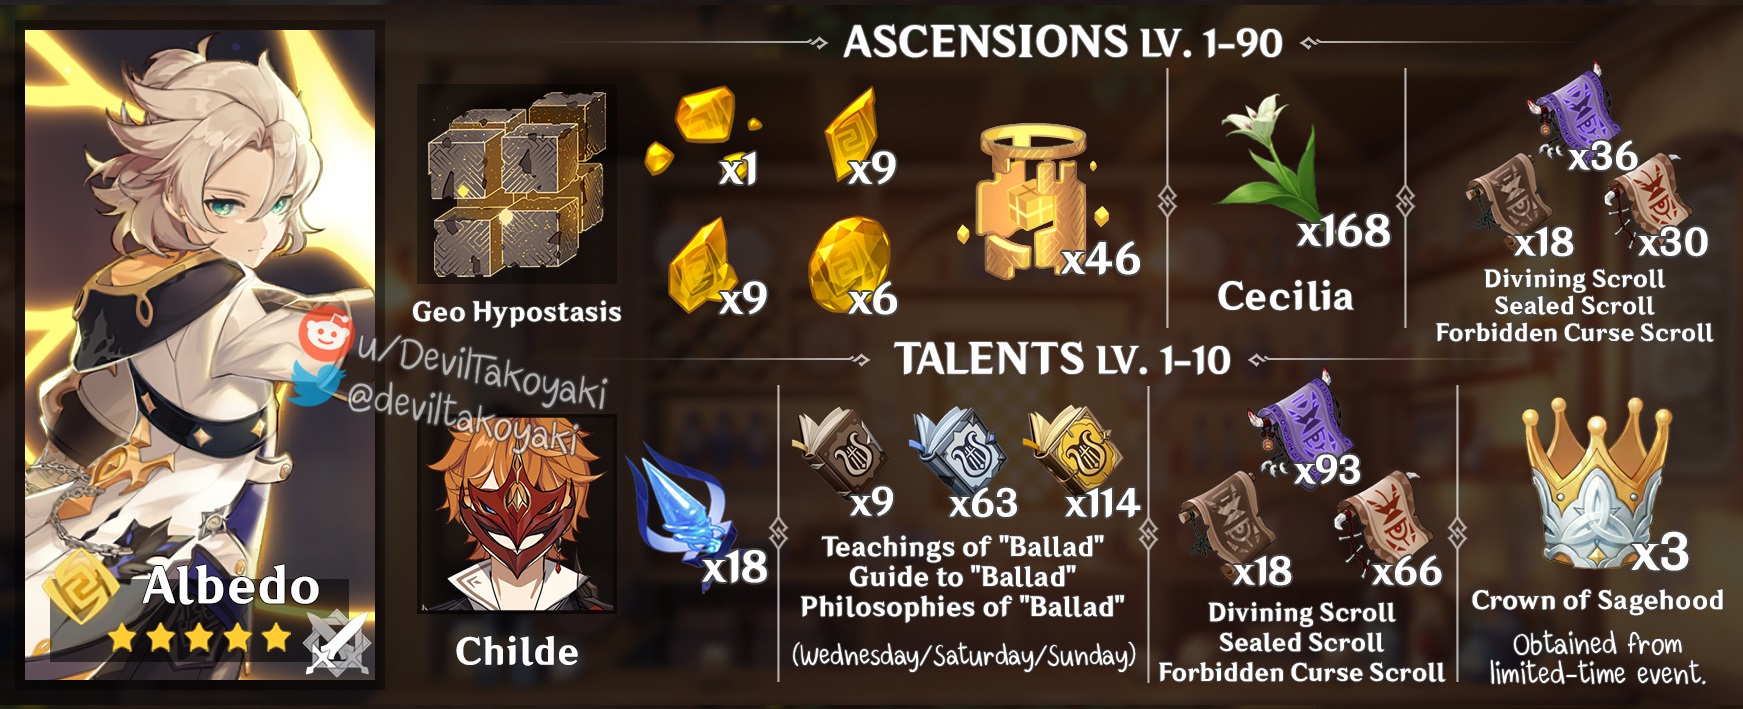 ASCENSIONS LV. 1-90
x1
x9
x9
x6
x46
x168
x36
x18
x30
Geo Hypostasis
Cecilia
Divining Scroll
Sealed Scroll
Forbidden Curse Scroll
u/DevilTakoyaki
@deviltakoyaki
TALENTS LV. 1-10
x18
x9
x63
x114
x93
x18
x66
x3
Teachings of "Ballad"
Guide to "Ballad"
Philosophies of "Ballad"
(Wednesday/Saturday/Sunday)
Divining Scroll
Sealed Scroll
Forbidden Curse Scroll
Crown of Sagehood
Obtained from
limited-time event.
Albedo
Childe